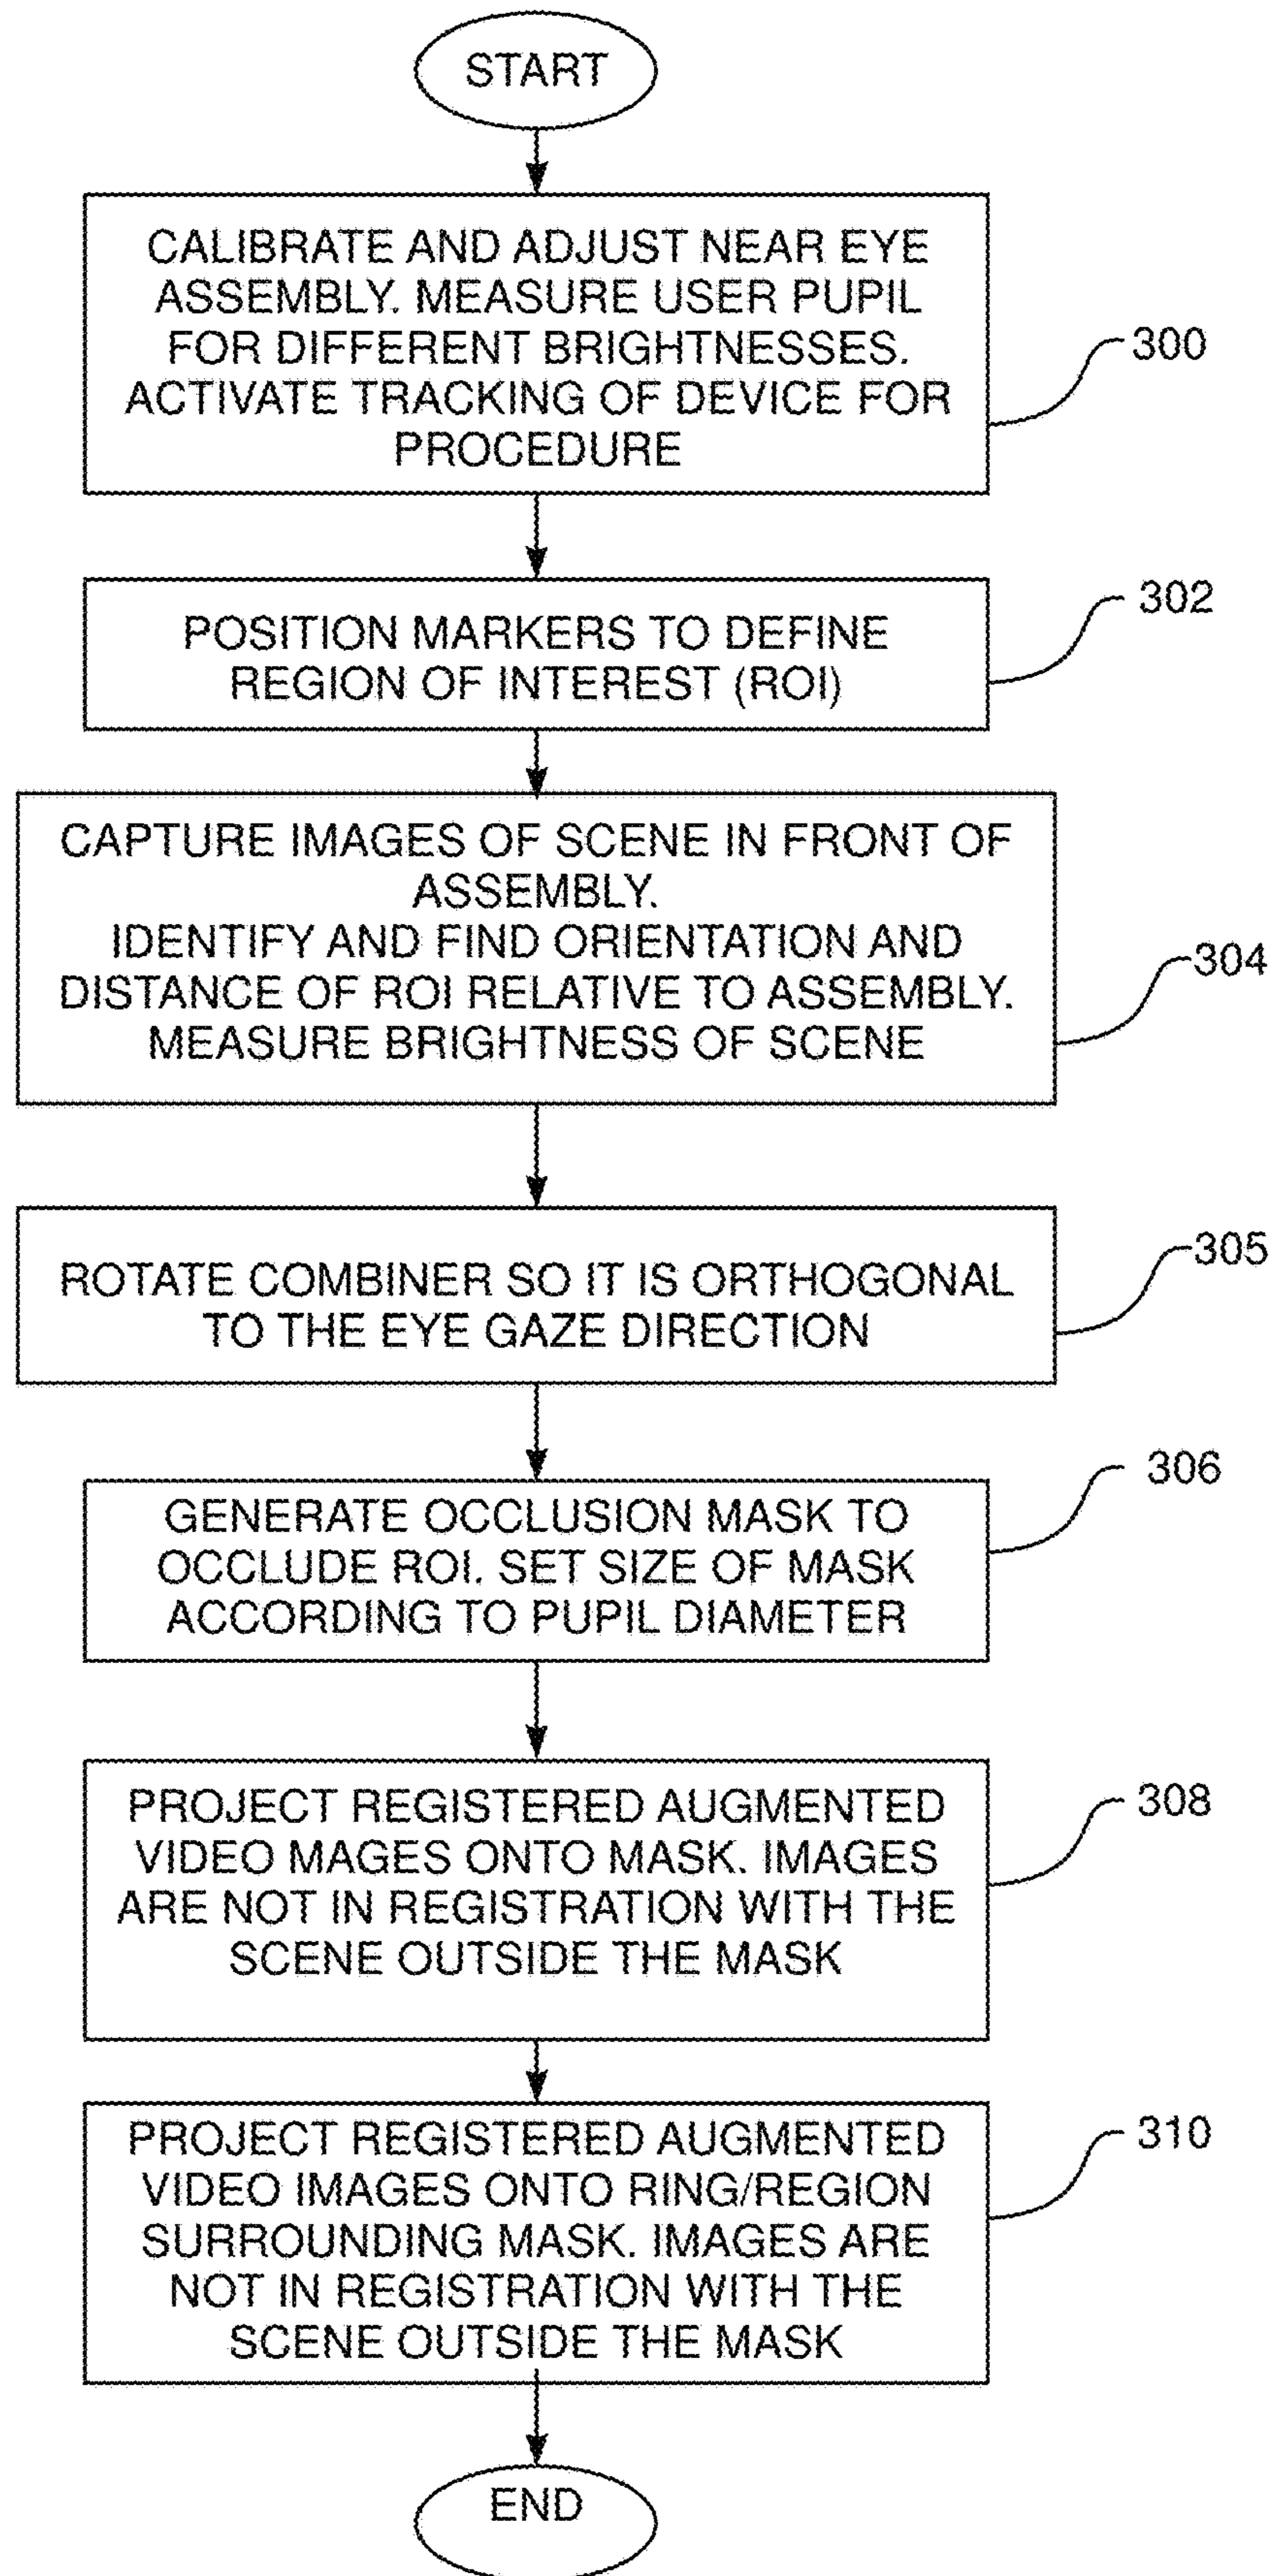 START
CALIBRATE AND ADJUST NEAR EYE
ASSEMBLY. MEASURE USER PUPIL
FOR DIFFERENT BRIGHTNESSES.
ACTIVATE TRACKING OF DEVICE FOR
PROCEDURE
300
POSITION MARKERS TO DEFINE
REGION OF INTEREST (ROI)
302
CAPTURE IMAGES OF SCENE IN FRONT OF
ASSEMBLY.
IDENTIFY AND FIND ORIENTATION AND
DISTANCE OF ROI RELATIVE TO ASSEMBLY.
MEASURE BRIGHTNESS OF SCENE
304
ROTATE COMBINER SO IT IS ORTHOGONAL
TO THE EYE GAZE DIRECTION
305
GENERATE OCCLUSION MASK TO
OCCLUDE ROI. SET SIZE OF MASK
ACCORDING TO PUPIL DIAMETER
306
PROJECT REGISTERED AUGMENTED
VIDEO MAGES ONTO MASK. IMAGES
ARE NOT IN REGISTRATION WITH THE
SCENE OUTSIDE THE MASK
308
PROJECT REGISTERED AUGMENTED
VIDEO IMAGES ONTO RING/REGION
SURROUNDING MASK. IMAGES ARE
NOT IN REGISTRATION WITH THE
SCENE OUTSIDE THE MASK
310
END